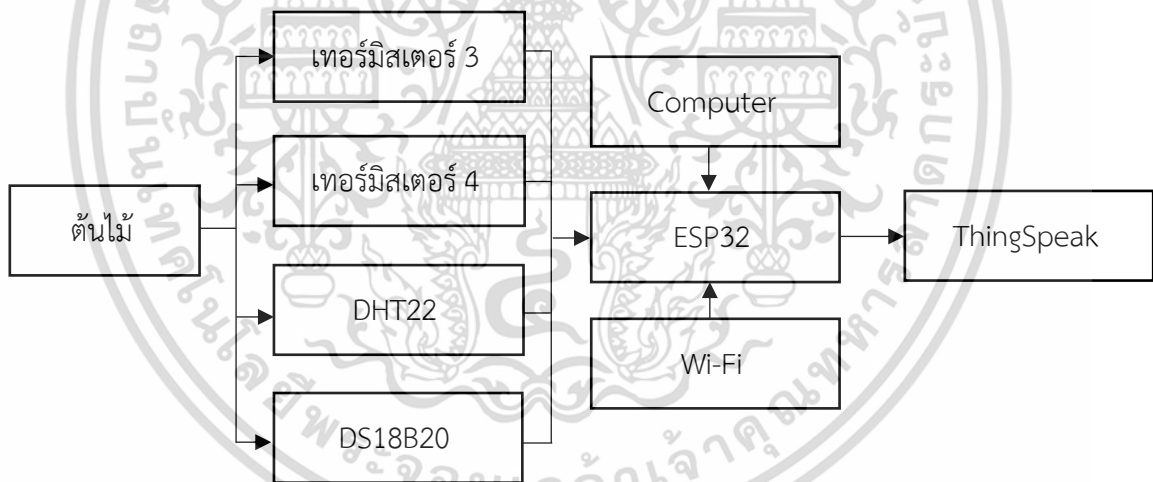 เทอร์มิสเตอร์ 3
Computer
เทอร์มิสเตอร์ 4
ต้นไม้
ESP32
ThingSpeak
DHT22
Wi-Fi
DS18B20